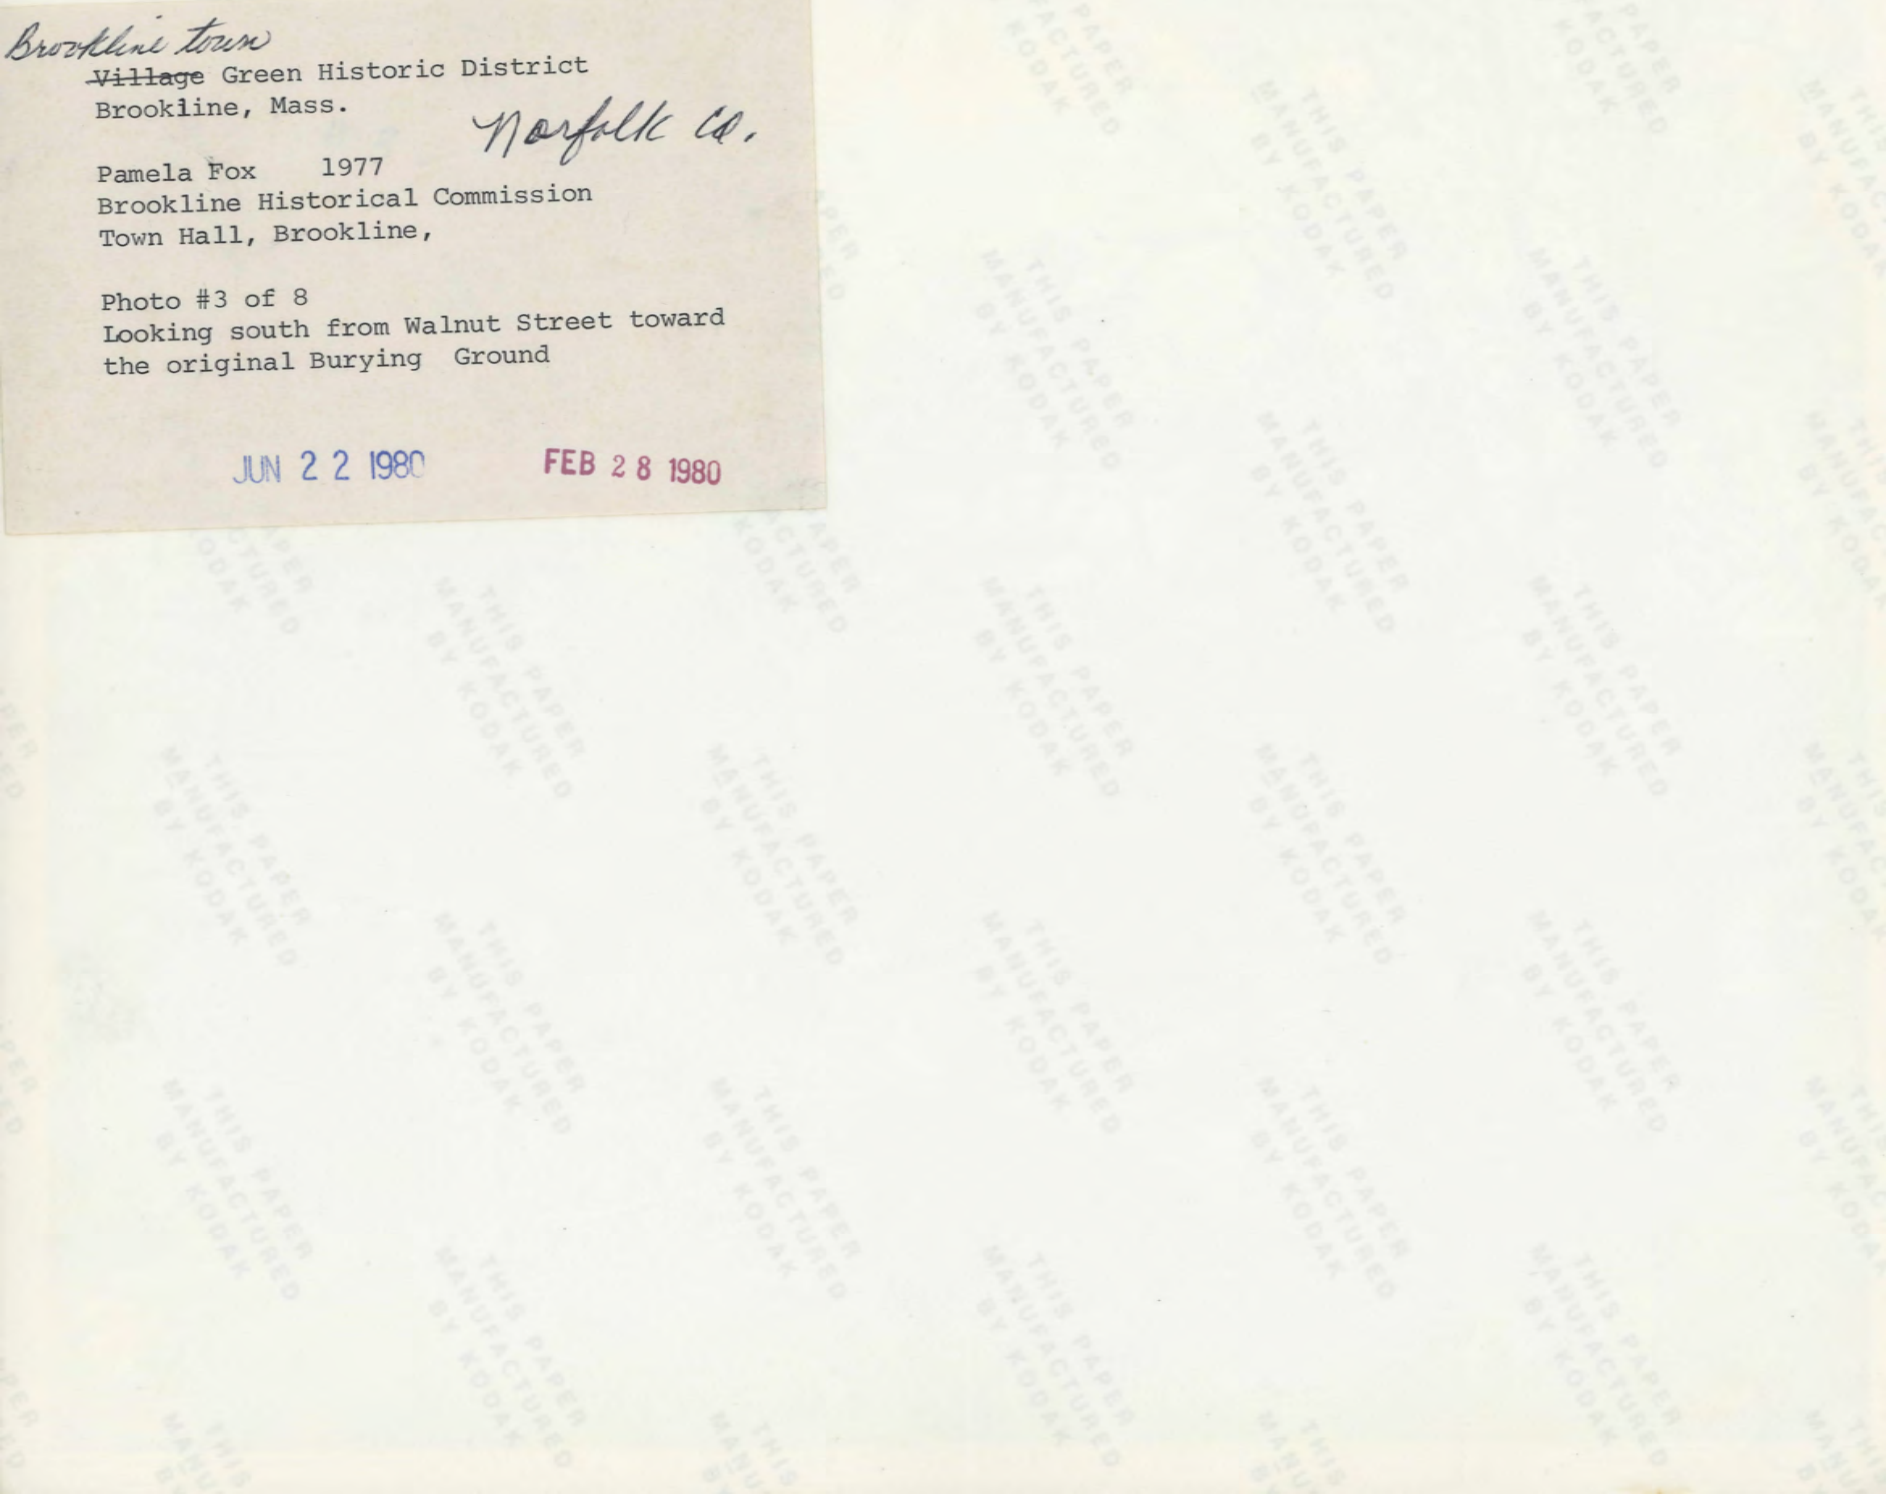 Brookline town
Village Green Historic District
Brookline, Mass.
Norfolk Co.
Pamela Fox 1977
Brookline Historical Commission
Town Hall, Brookline,
Photo #3 of 8
Looking south from Walnut Street toward
the original Burying Ground
JUN 22 1980 FEB 28 1980
THIS PAPER
MANUFACTURED
BY KODAK